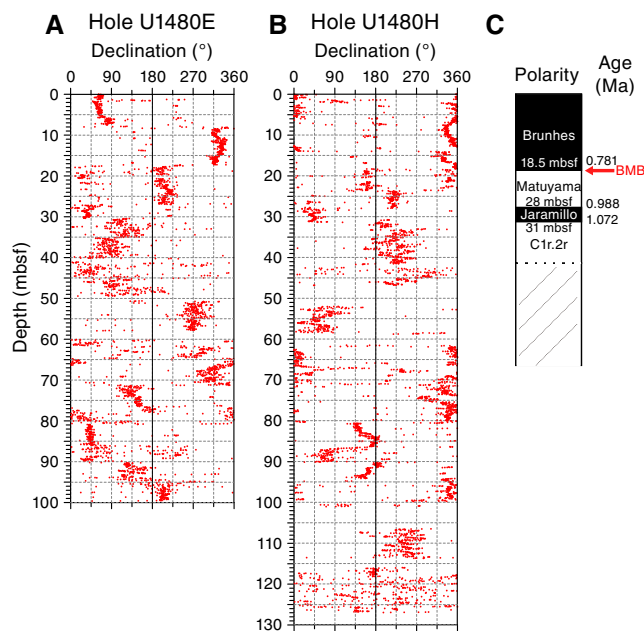 A Hole U1480E
Declination (°)
0 90 180 270 360
0
10
20
30
40
50
60
70
80
90
100
Depth (mbsf)
B Hole U1480H
Declination (°)
0 90 180 270 360
0
10
20
30
40
50
60
70
80
90
100
110
120
130
C
Polarity
Age
(Ma)
Brunhes
18.5 mbsf
0.781
BMB
Matuyama
28 mbsf
0.988
Jaramillo
1.072
31 mbsf
C1r.2r